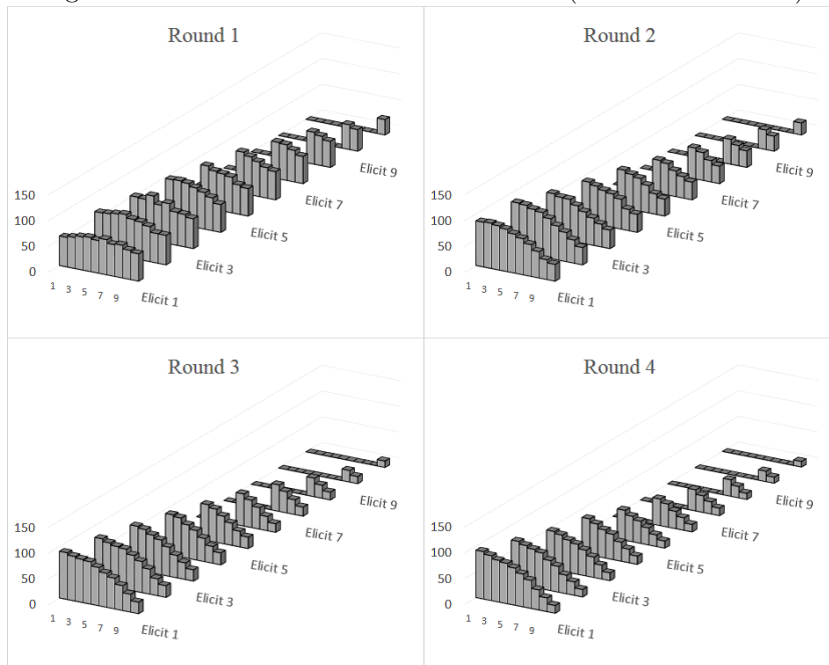 Round 1
150
100
50
0
1 3 5 7 9
Elicit 1
Elicit 3
Elicit 5
Elicit 7
Elicit 9
Round 2
150
100
50
0
1 3 5 7 9
Elicit 1
Elicit 3
Elicit 5
Elicit 7
Elicit 9
Round 3
150
100
50
0
1 3 5 7 9
Elicit 1
Elicit 3
Elicit 5
Elicit 7
Elicit 9
Round 4
150
100
50
0
1 3 5 7 9
Elicit 1
Elicit 3
Elicit 5
Elicit 7
Elicit 9